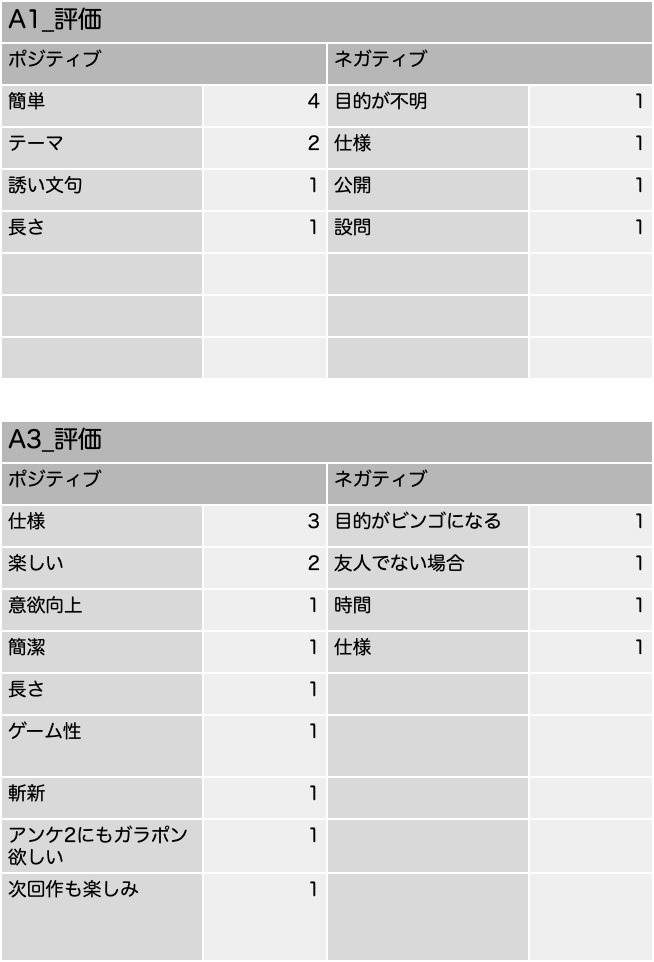 A1_評価
ポジティブ ネガティブ
簡単 4 目的が不明 1
テーマ 2 仕様 1
誘い文句 1 公開 1
長さ 1 設問 1
A3_評価
ポジティブ ネガティブ
仕様 3 目的がビンゴになる 1
楽しい 2 友人でない場合 1
意欲向上 1 時間 1
簡潔 1 仕様 1
長さ 1
ゲーム性 1
斬新 1
アンケ2にもガラポン 1
欲しい
次回作も楽しみ 1